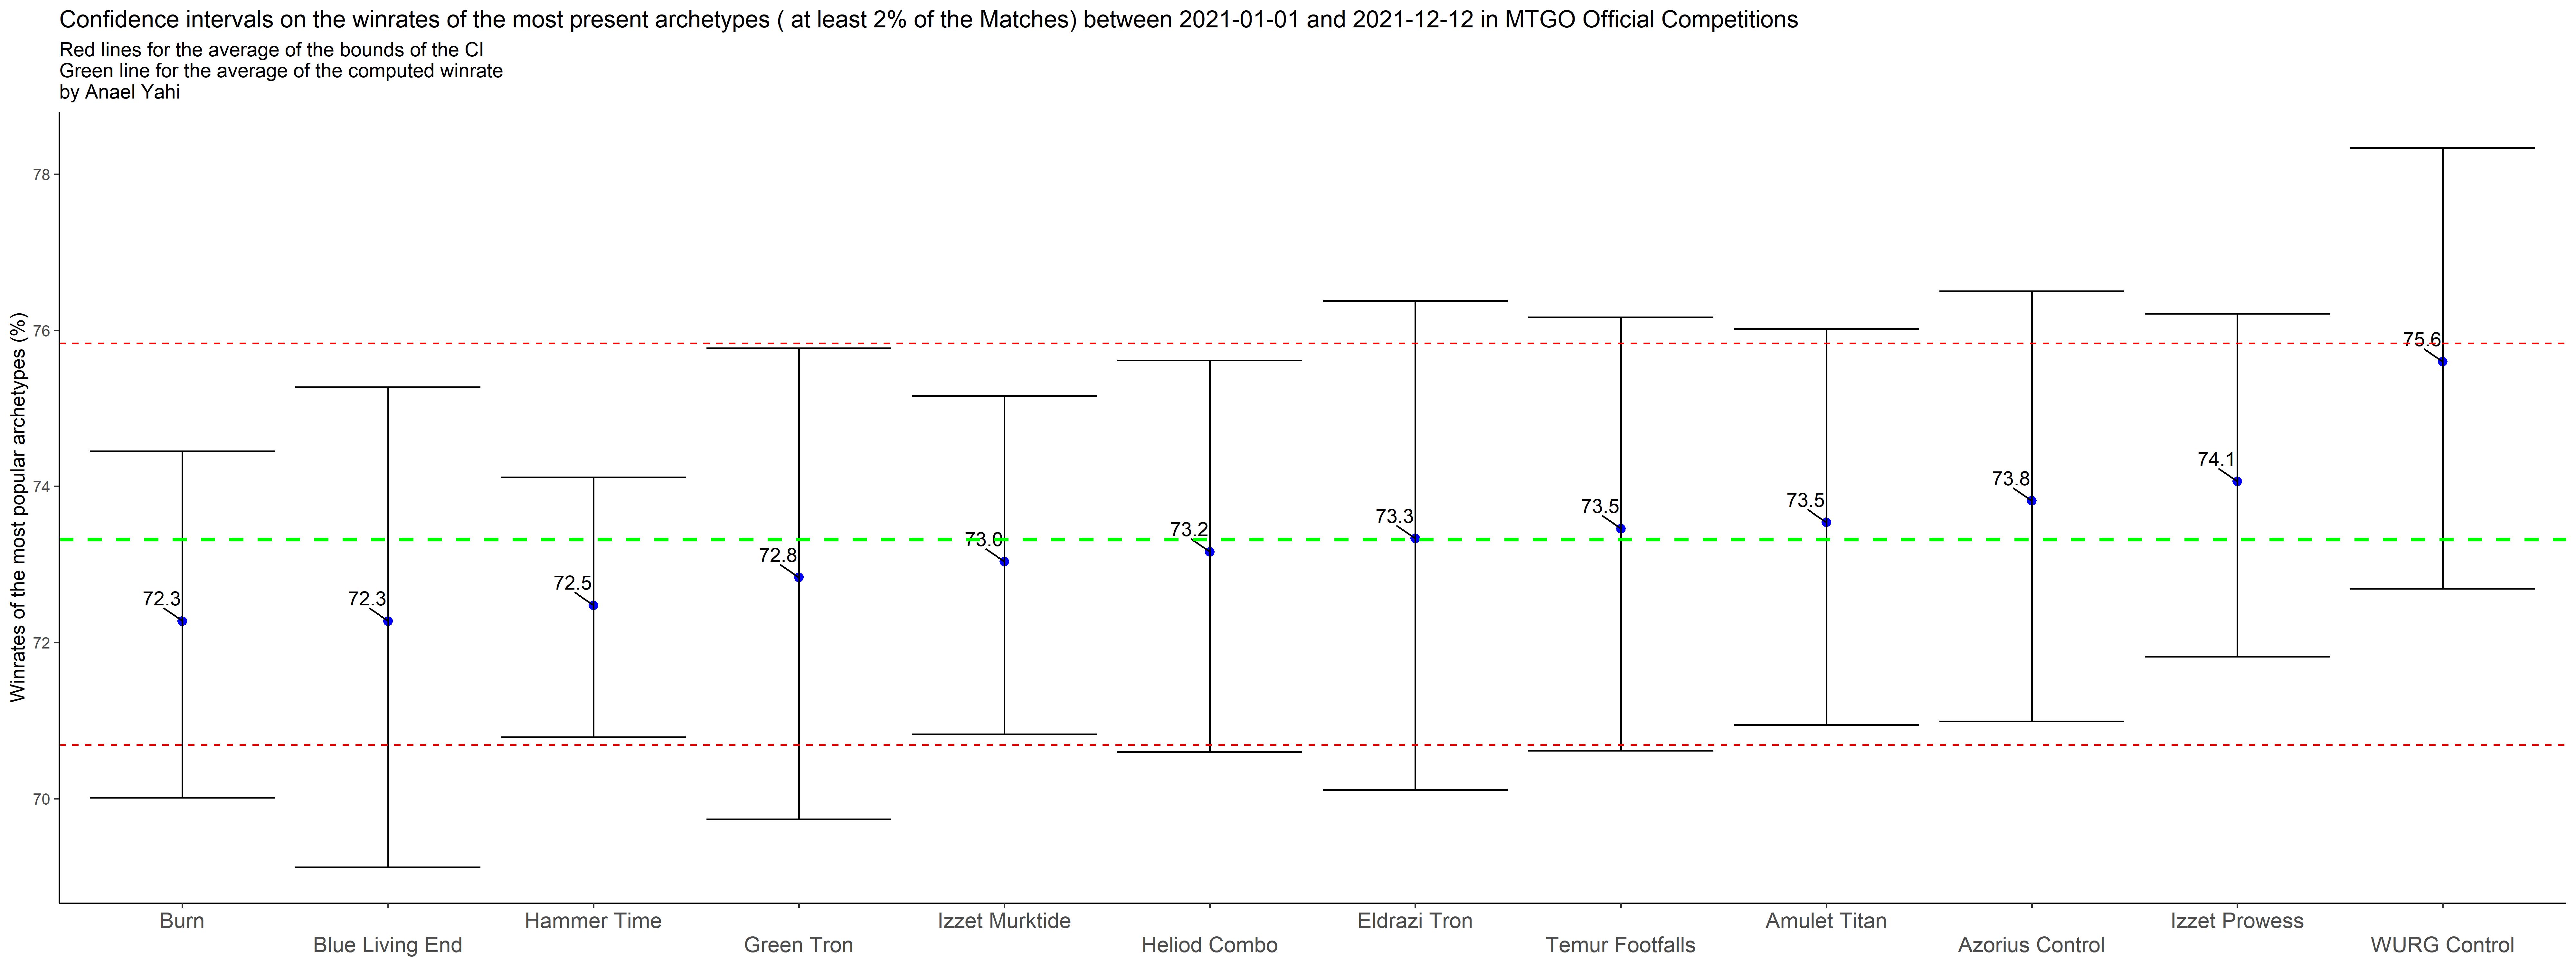 Confidence intervals on the winrates of the most present archetypes ( at least 2% of the Matches) between 2021-01-01 and 2021-12-12 in MTGO Official Competitions
Red lines for the average of the bounds of the CI
Green line for the average of the computed winrate
by Anael Yahi
Winrates of the most popular archetypes (%)
78
76
74
72
70
72.3
72.3
72.5
72.8
73.0
73.2
73.3
73.5
73.5
73.8
74.1
75.6
Burn
Blue Living End
Hammer Time
Green Tron
Izzet Murktide
Heliod Combo
Eldrazi Tron
Temur Footfalls
Amulet Titan
Azorius Control
Izzet Prowess
WURG Control